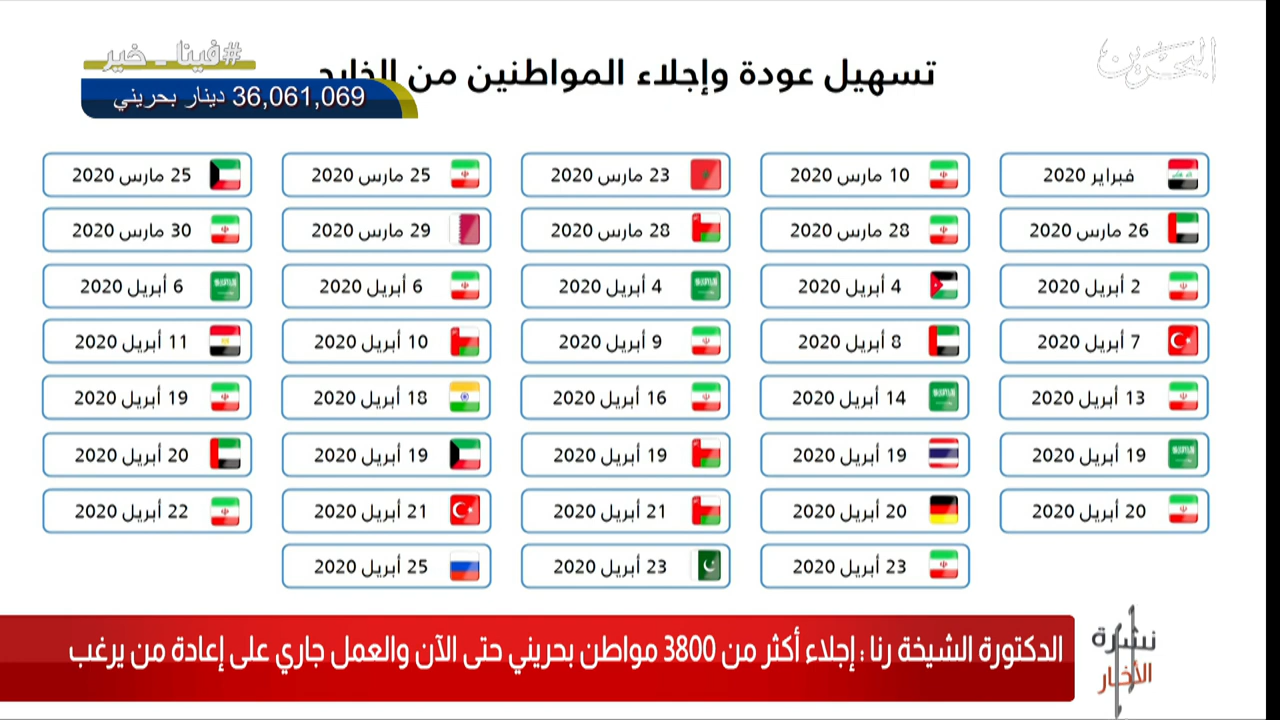 #فينا_خير
36,061,069 دينار بحريني
البحرين
تسهيل عودة وإجلاء المواطنين من الخارج
فبراير 2020
10 مارس 2020
23 مارس 2020
25 مارس 2020
25 مارس 2020
26 مارس 2020
28 مارس 2020
28 مارس 2020
29 مارس 2020
30 مارس 2020
2 أبريل 2020
4 أبريل 2020
4 أبريل 2020
6 أبريل 2020
6 أبريل 2020
7 أبريل 2020
8 أبريل 2020
9 أبريل 2020
10 أبريل 2020
11 أبريل 2020
13 أبريل 2020
14 أبريل 2020
16 أبريل 2020
18 أبريل 2020
19 أبريل 2020
19 أبريل 2020
19 أبريل 2020
19 أبريل 2020
19 أبريل 2020
20 أبريل 2020
20 أبريل 2020
20 أبريل 2020
21 أبريل 2020
21 أبريل 2020
22 أبريل 2020
23 أبريل 2020
23 أبريل 2020
25 أبريل 2020
نشرة
الأخبار
الدكتورة الشيخة رنا : إجلاء أكثر من 3800 مواطن بحريني حتى الآن والعمل جاري على إعادة من يرغب